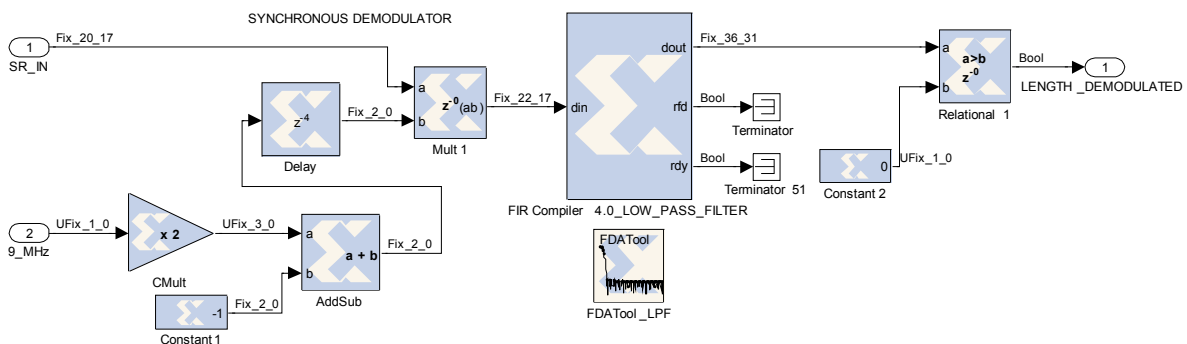 SYNCHRONOUS DEMODULATOR
1
SR_IN
Fix_20_17
z-4
Delay
Fix_2_0
a
b
z-0(ab)
Mult 1
Fix_22_17
din
dout
rfd
rdy
FIR Compiler 4.0_LOW_PASS_FILTER
Fix_36_31
Bool
Terminator
Bool
Terminator 51
a
b
a>b
z-0
Relational 1
Bool
1
LENGTH _DEMODULATED
0
UFix_1_0
Constant 2
2
9_MHz
UFix_1_0
x 2
CMult
UFix_3_0
a
b
a + b
AddSub
Fix_2_0
-1
Constant 1
Fix_2_0
FDATool
FDATool _LPF